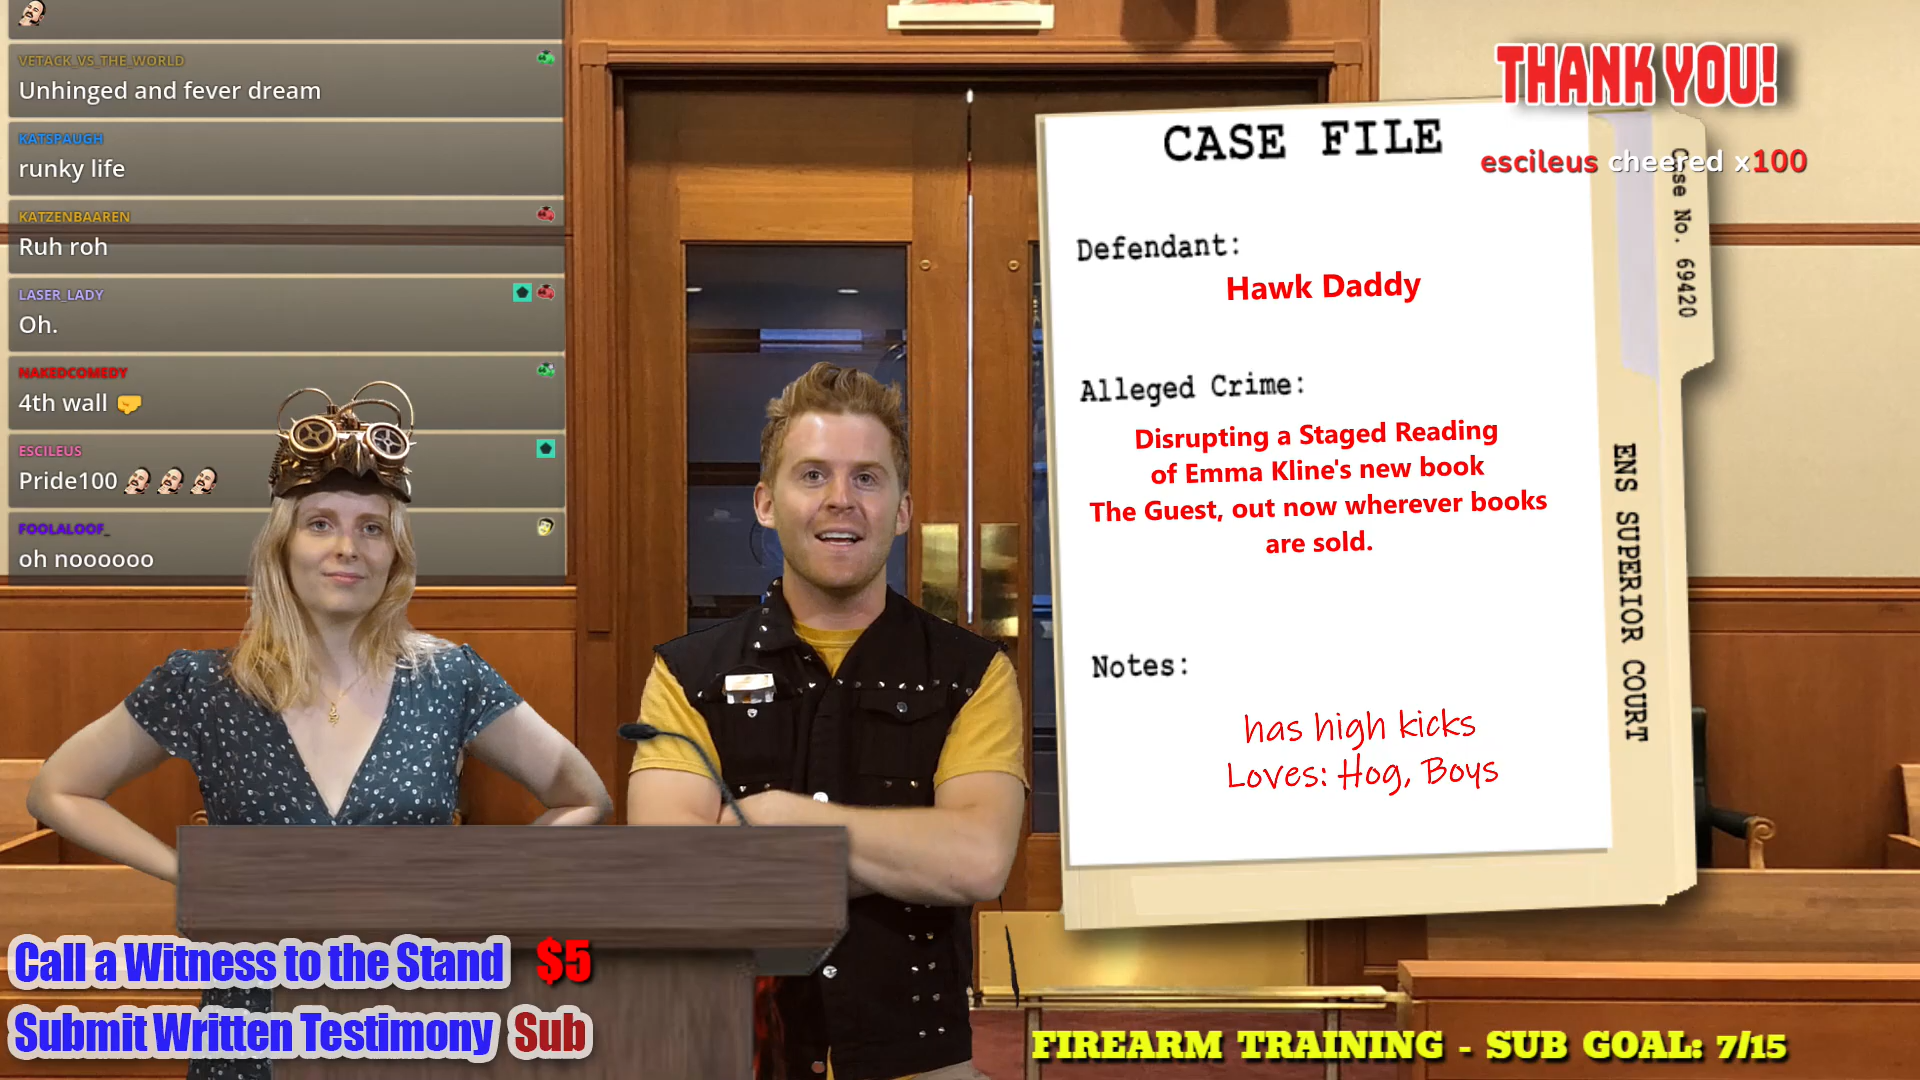 VETACK_VS_THE_WORLD
Unhinged and fever dream
KATSPAUGH
runky life
KATZENBAAREN
Ruh roh
LASER_LADY
Oh.
NAKEDCOMEDY
4th wall
ESCILEUS
Pride100
FOOLALOOF_
oh noooooo
THANK YOU!
escileus cheered x100
CASE FILE
Defendant:
Hawk Daddy
Alleged Crime:
Disrupting a Staged Reading
of Emma Kline's new book
The Guest, out now wherever books
are sold.
Notes:
has high kicks
Loves: Hog, Boys
Case No. 69420
ENS SUPERIOR COURT
Call a Witness to the Stand $5
Submit Written Testimony Sub
FIREARM TRAINING - SUB GOAL: 7/15